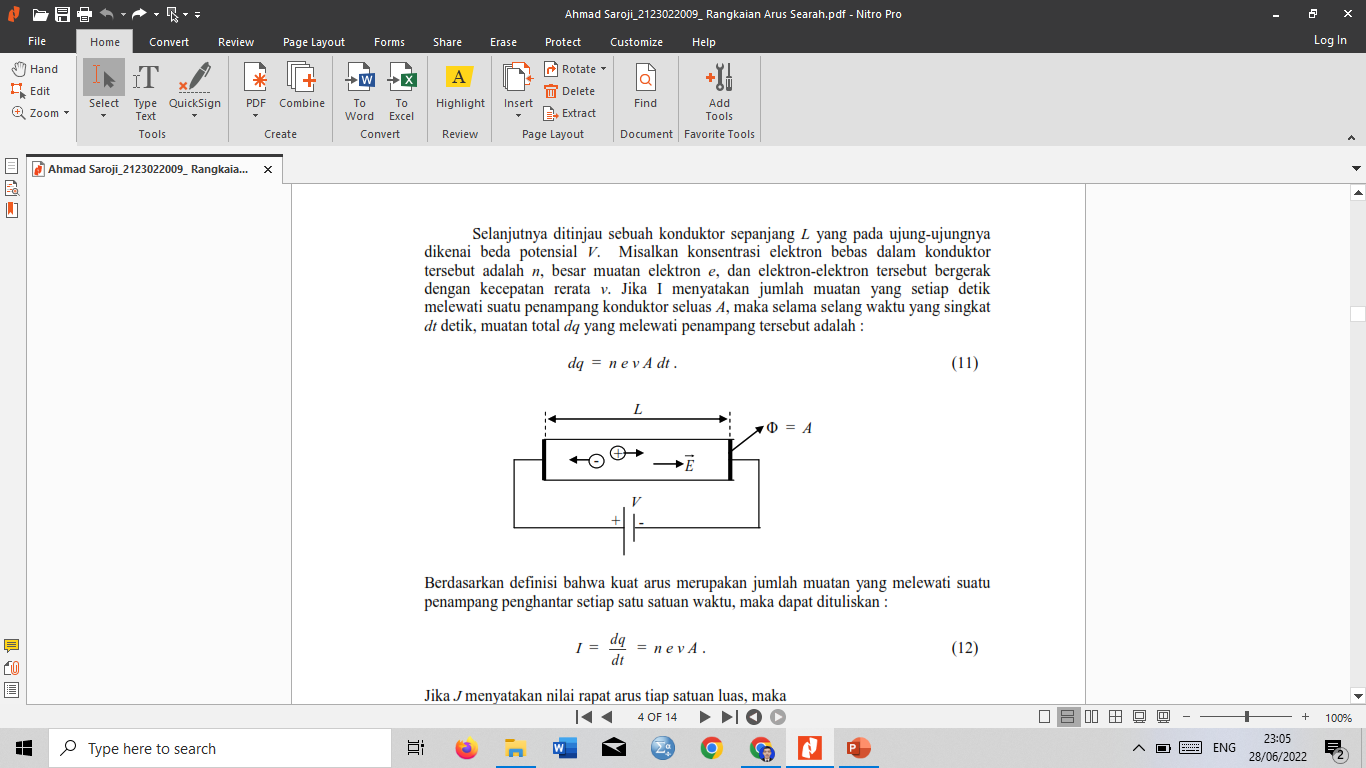 Ahmad Saroji_2123022009_ Rangkaian Arus Searah.pdf - Nitro Pro
File Home Convert Review Page Layout Forms Share Erase Protect Customize Help Log In
Hand
Edit
Zoom
Select
Type Text
QuickSign
Tools
PDF
Combine
Create
To Word
To Excel
Convert
Highlight
Review
Insert
Rotate
Delete
Extract
Page Layout
Find
Document
Add Tools
Favorite Tools
Ahmad Saroji_2123022009_ Rangkaia...
Selanjutnya ditinjau sebuah konduktor sepanjang L yang pada ujung-ujungnya
dikenai beda potensial V. Misalkan konsentrasi elektron bebas dalam konduktor
tersebut adalah n, besar muatan elektron e, dan elektron-elektron tersebut bergerak
dengan kecepatan rerata v. Jika I menyatakan jumlah muatan yang setiap detik
melewati suatu penampang konduktor seluas A, maka selama selang waktu yang singkat
dt detik, muatan total dq yang melewati penampang tersebut adalah :
dq = n e v A dt . (11)
L
Φ = A
- + E
V
+ -
Berdasarkan definisi bahwa kuat arus merupakan jumlah muatan yang melewati suatu
penampang penghantar setiap satu satuan waktu, maka dapat dituliskan :
I = dq/dt = n e v A . (12)
Jika J menyatakan nilai rapat arus tiap satuan luas, maka
4 OF 14
100%
Type here to search
ENG
23:05
28/06/2022
2